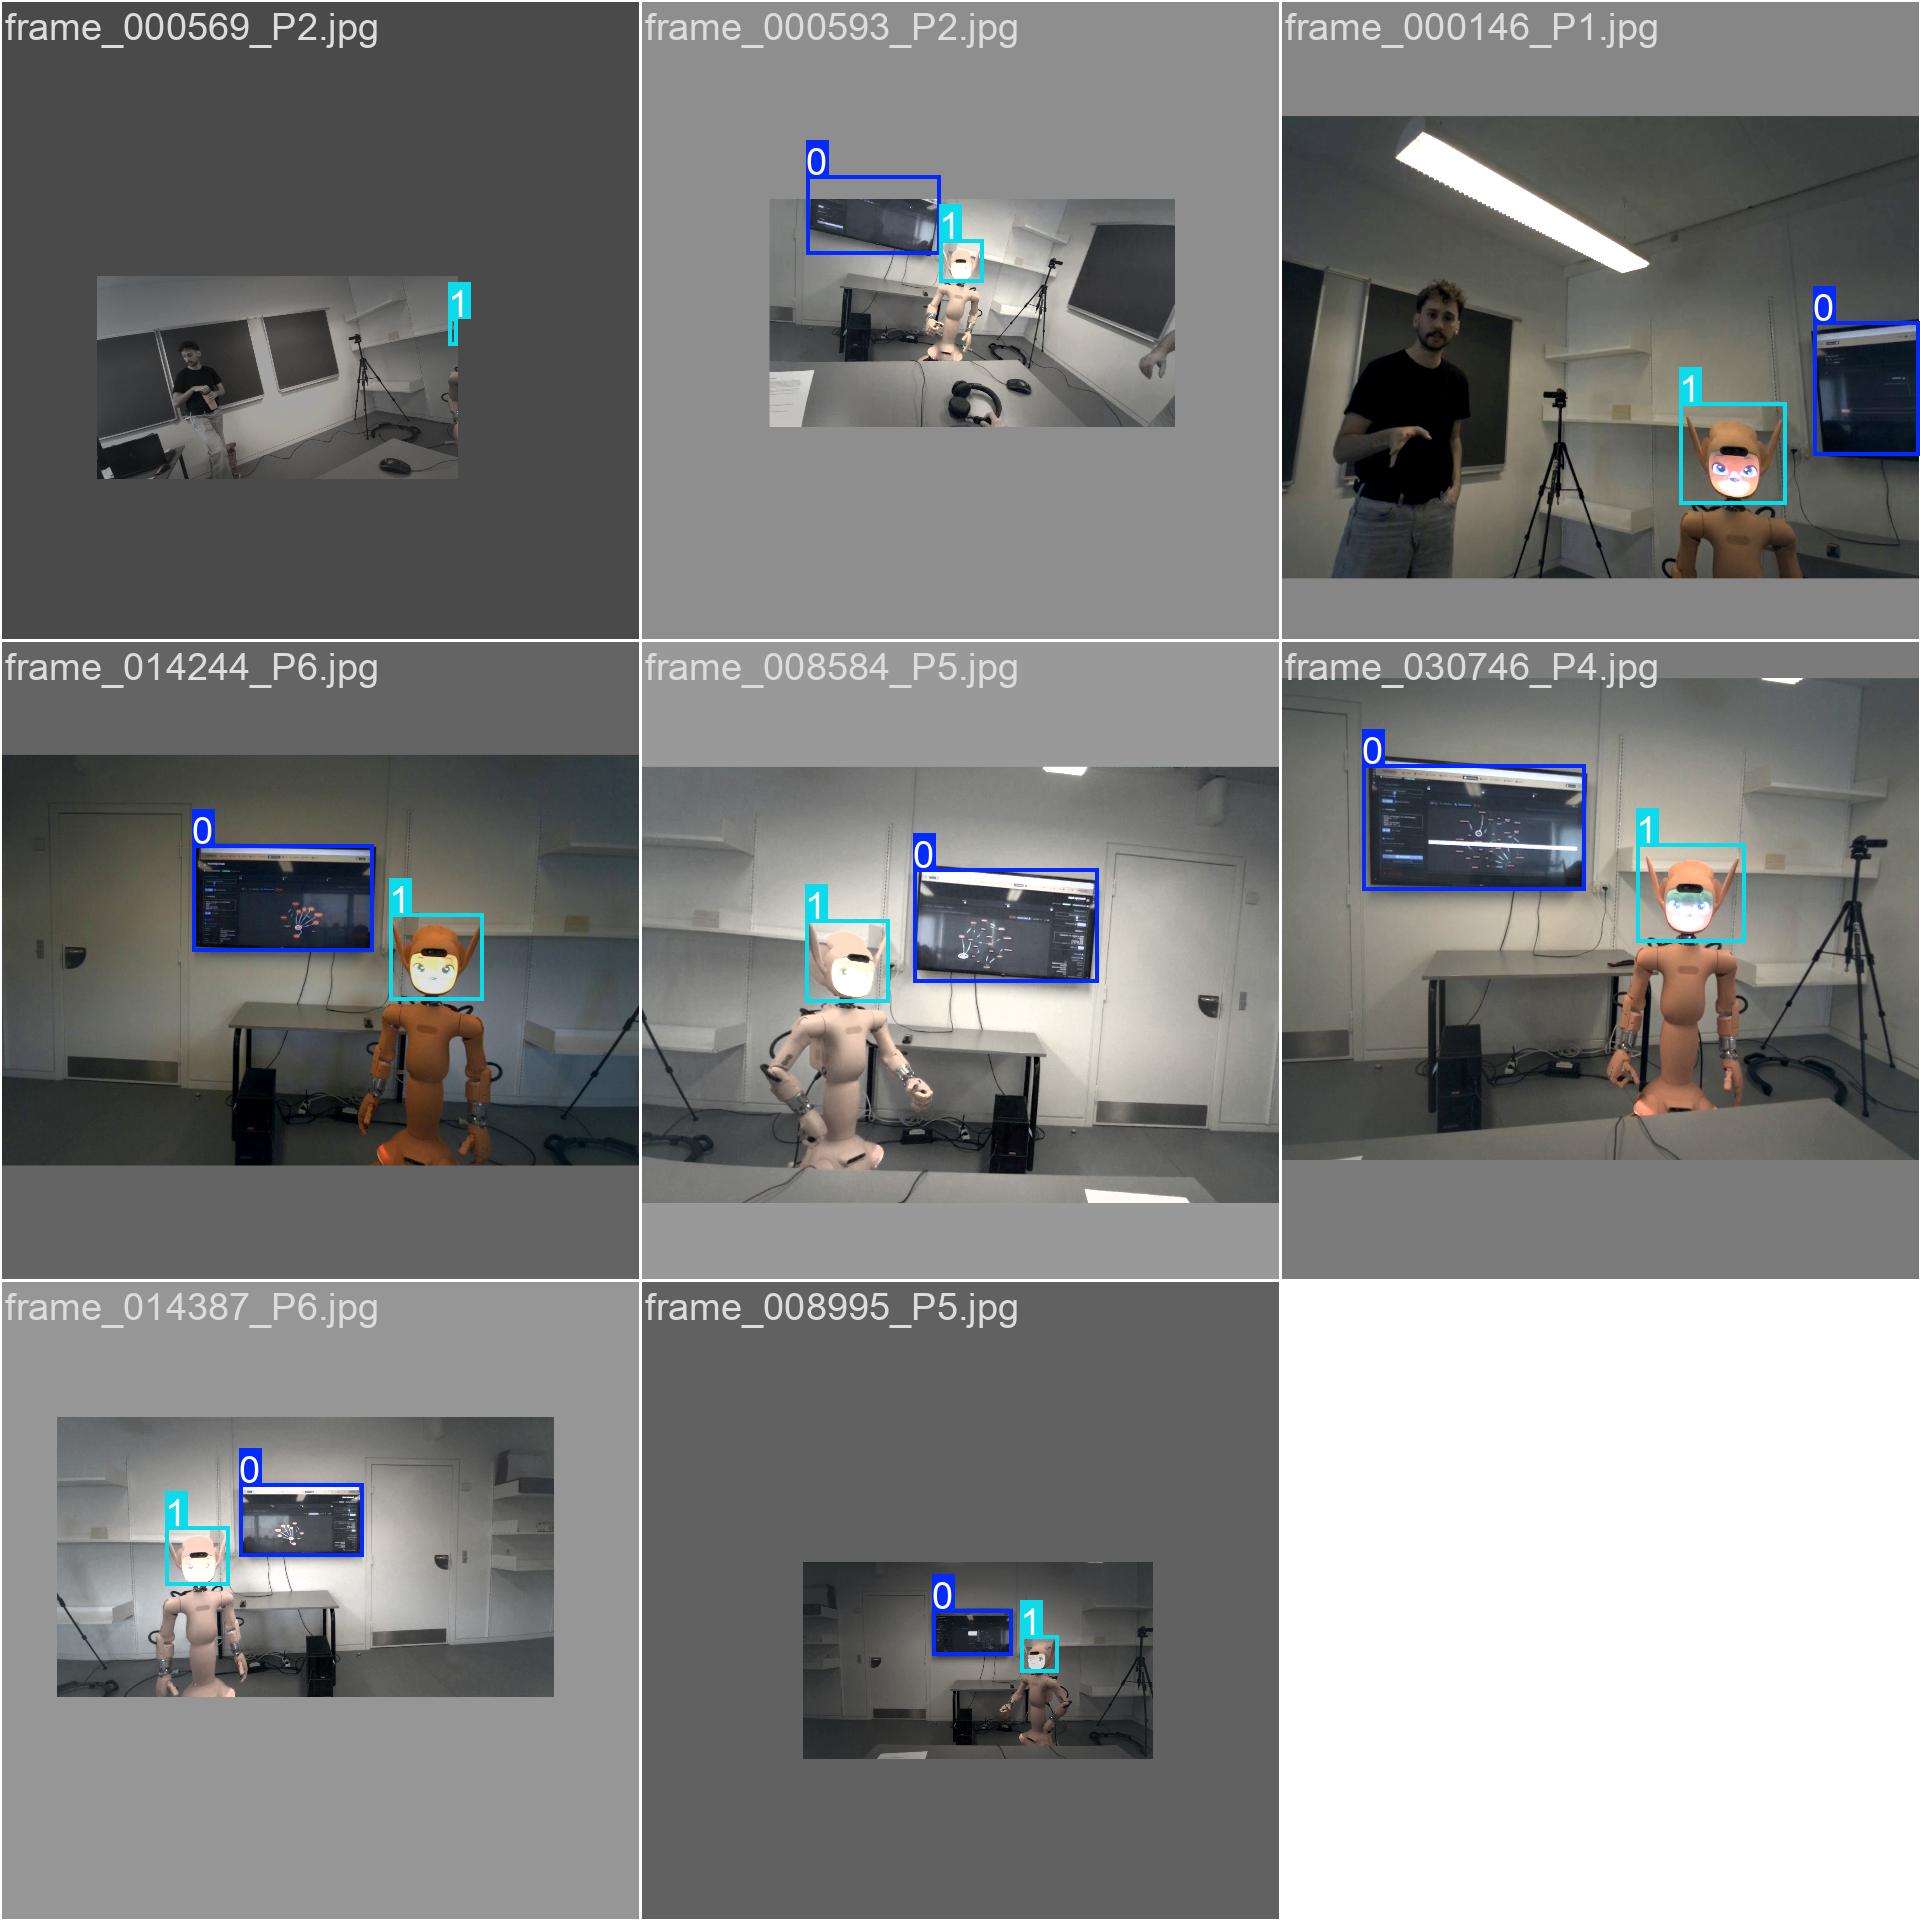 frame_000569_P2.jpg
frame_000593_P2.jpg
frame_000146_P1.jpg
1
0
1
0
1
frame_014244_P6.jpg
frame_008584_P5.jpg
frame_030746_P4.jpg
0
1
0
1
0
1
frame_014387_P6.jpg
frame_008995_P5.jpg
0
1
0
1